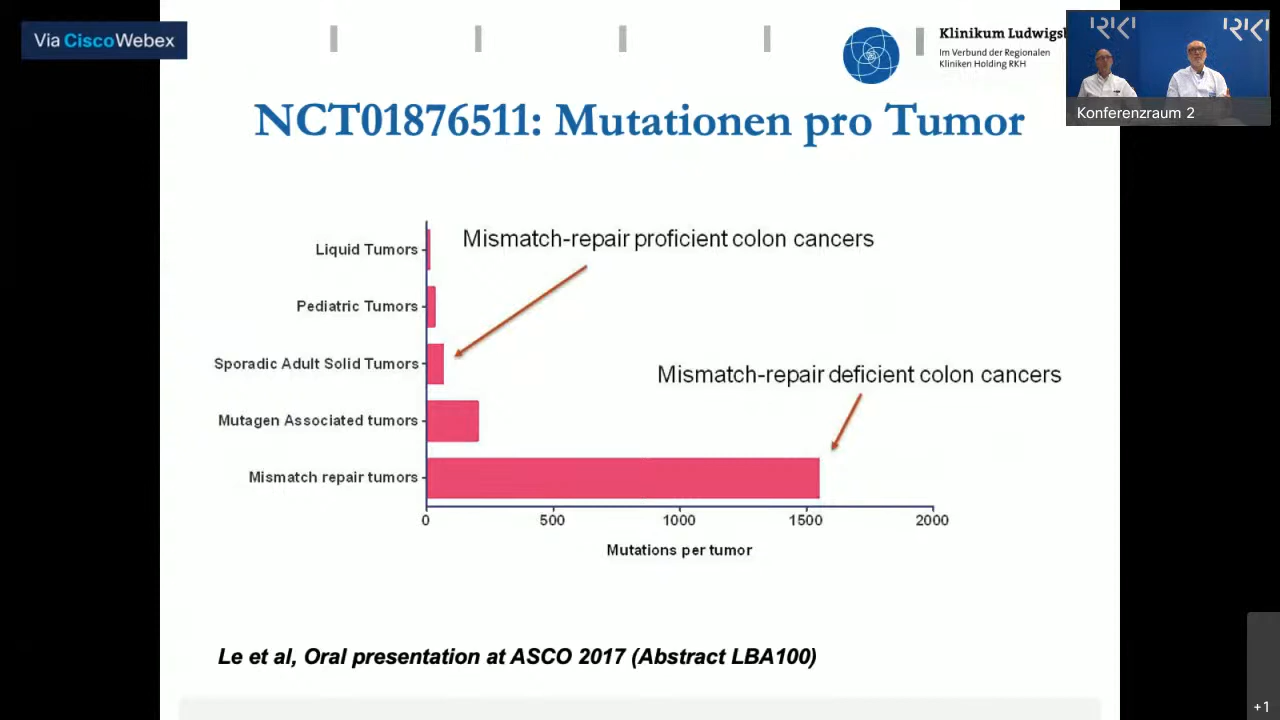 Via CiscoWebex
Klinikum Ludwigsb
Im Verbund der Regionalen
Kliniken Holding RKH
RKH
RKH
Konferenzraum 2
NCT01876511: Mutationen pro Tumor
Mismatch-repair proficient colon cancers
Liquid Tumors
Pediatric Tumors
Sporadic Adult Solid Tumors
Mismatch-repair deficient colon cancers
Mutagen Associated tumors
Mismatch repair tumors
0 500 1000 1500 2000
Mutations per tumor
Le et al, Oral presentation at ASCO 2017 (Abstract LBA100)
+1